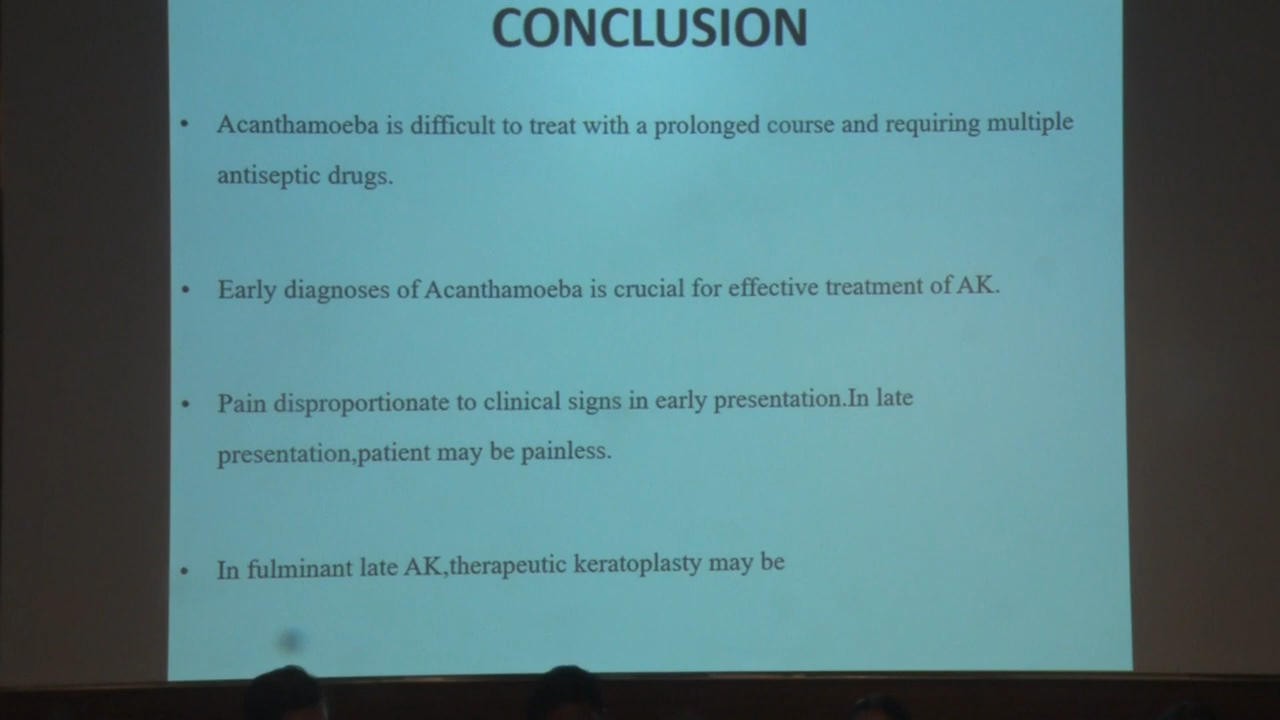 CONCLUSION
• Acanthamoeba is difficult to treat with a prolonged course and requiring multiple
antiseptic drugs.
• Early diagnoses of Acanthamoeba is crucial for effective treatment of AK.
• Pain disproportionate to clinical signs in early presentation.In late
presentation,patient may be painless.
• In fulminant late AK,therapeutic keratoplasty may be